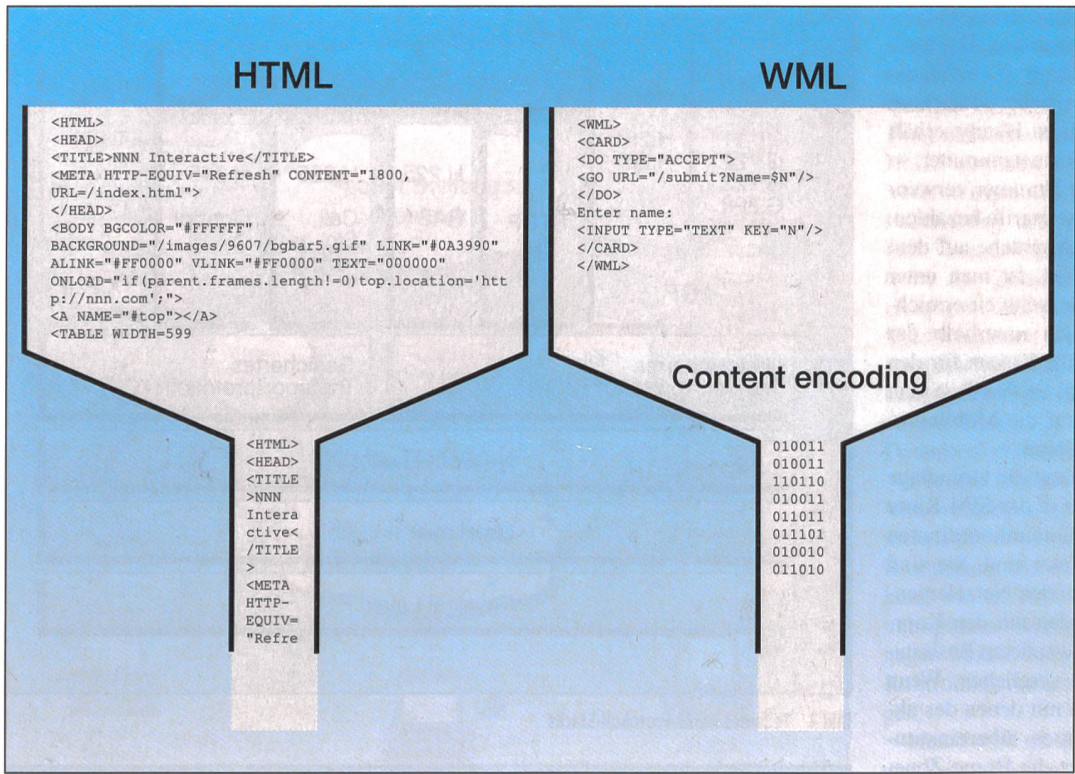 HTML
<HTML>
<HEAD>
<TITLE>NNN Interactive</TITLE>
<META HTTP-EQUIV="Refresh" CONTENT="1800,
URL=/index.html">
</HEAD>
<BODY BGCOLOR="#FFFFFF"
BACKGROUND="/images/9607/bgbar5.gif" LINK="#0A3990"
ALINK="#FF0000" VLINK="#FF0000" TEXT="000000"
ONLOAD="if(parent.frames.length!=0)top.location='htt
p://nnn.com';">
<A NAME="#top"></A>
<TABLE WIDTH=599
<HTML>
<HEAD>
<TITLE
>NNN
Intera
ctive<
/TITLE
>
<META
HTTP-
EQUIV=
"Refre
WML
<WML>
<CARD>
<DO TYPE="ACCEPT">
<GO URL="/submit?Name=$N"/>
</DO>
Enter name:
<INPUT TYPE="TEXT" KEY="N"/>
</CARD>
</WML>
Content encoding
010011
010011
110110
010011
011011
011101
010010
011010